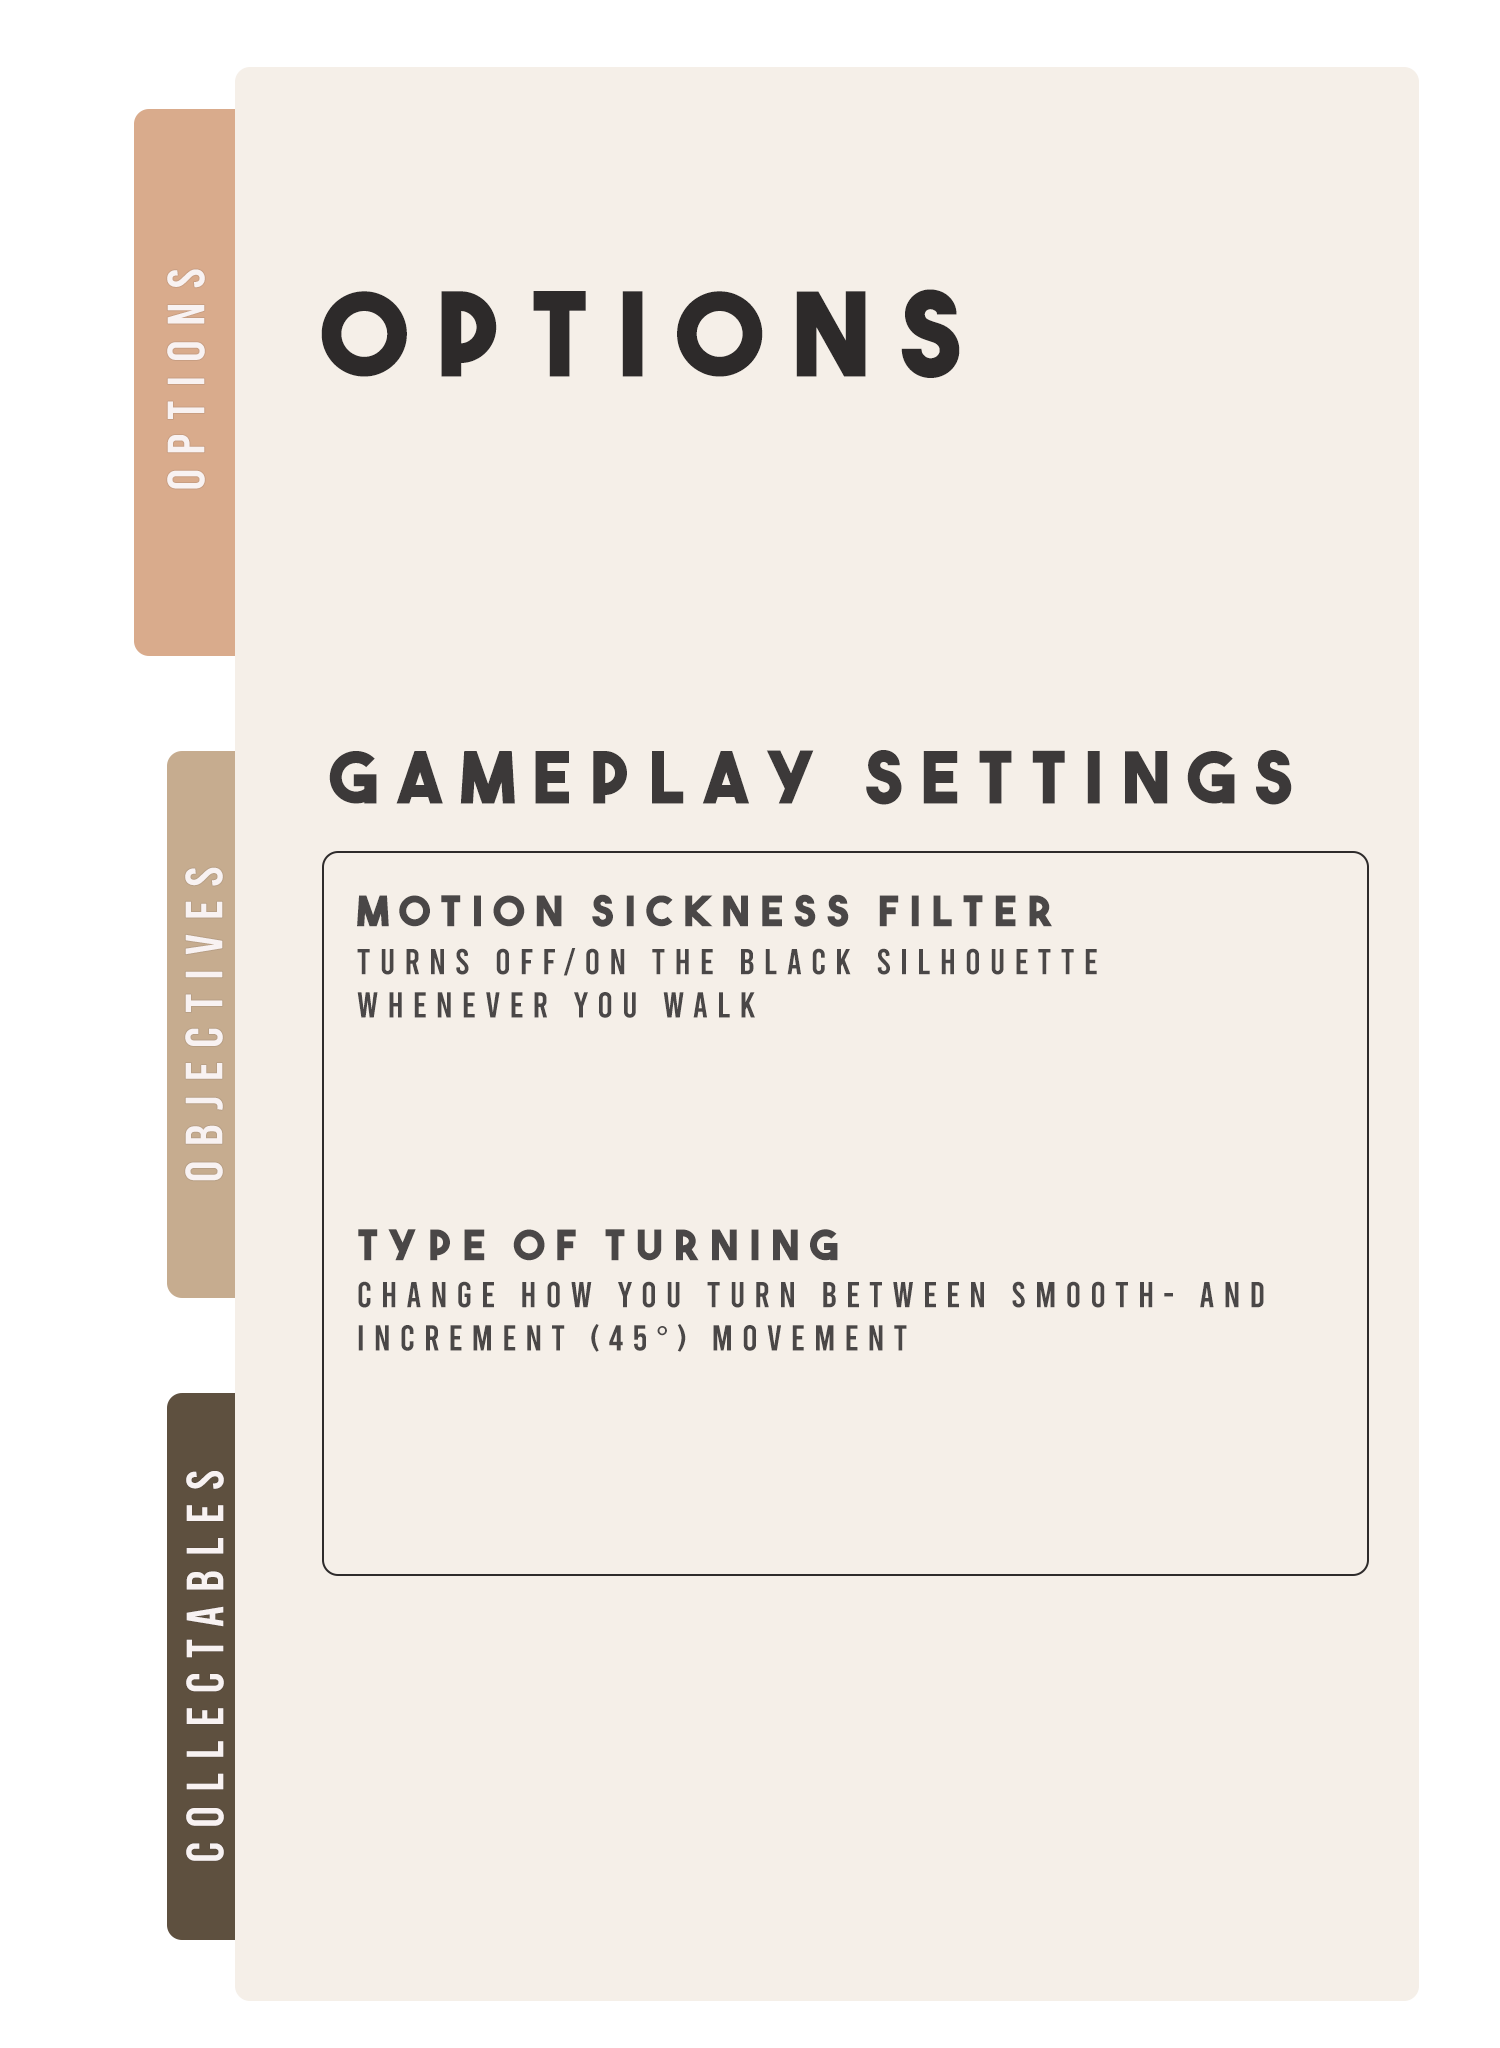 OPTIONS
OBJECTIVES
COLLECTABLES
OPTIONS
GAMEPLAY SETTINGS
MOTION SICKNESS FILTER
TURNS OFF/ON THE BLACK SILHOUETTE
WHENEVER YOU WALK
TYPE OF TURNING
CHANGE HOW YOU TURN BETWEEN SMOOTH- AND
INCREMENT (45°) MOVEMENT